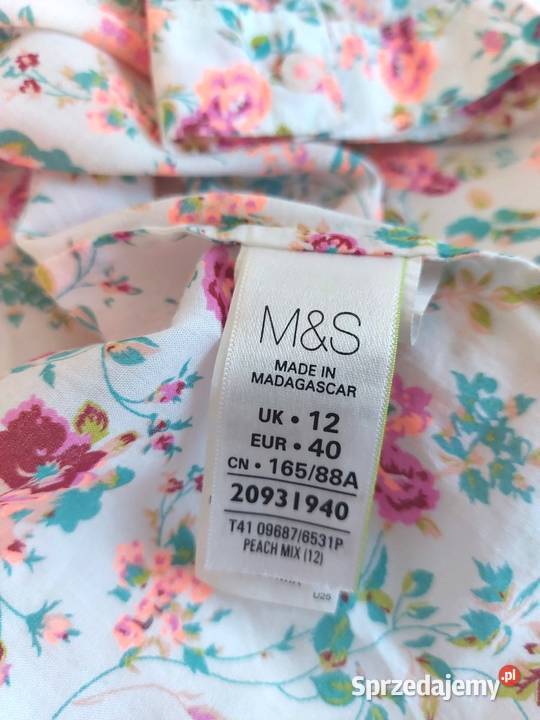 M&S
MADE IN
MADAGASCAR
UK • 12
EUR • 40
CN • 165/88A
20931940
T41 09687/6531P
PEACH MIX (12)
Sprzedajemy.pl